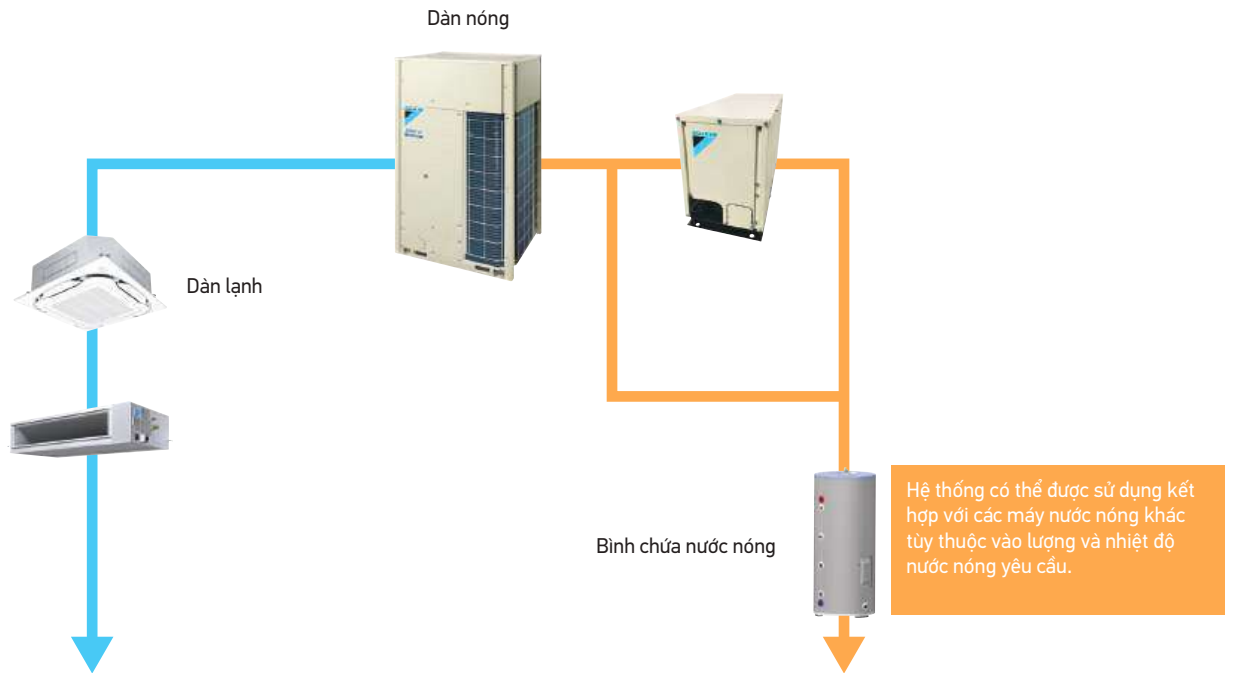 Dàn nóng
Dàn lạnh
Bình chứa nước nóng
Hệ thống có thể được sử dụng kết
hợp với các máy nước nóng khác
tùy thuộc vào lượng và nhiệt độ
nước nóng yêu cầu.